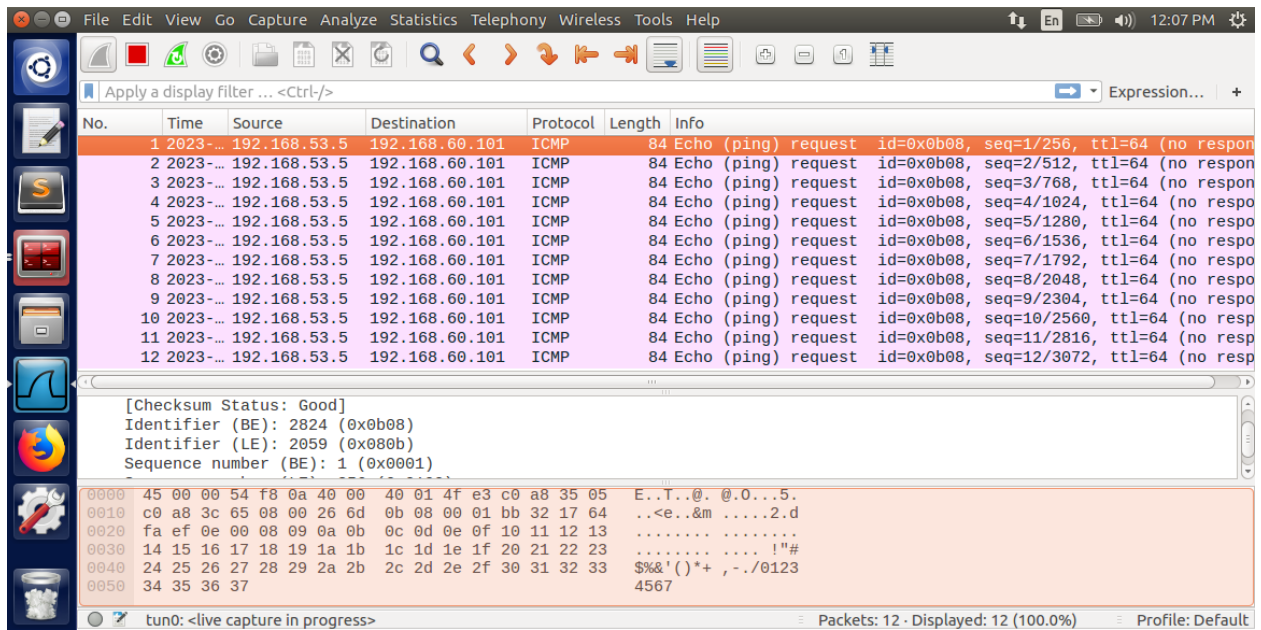 File Edit View Go Capture Analyze Statistics Telephony Wireless Tools Help En 12:07 PM
Apply a display filter … <Ctrl-/> Expression… +
No. Time Source Destination Protocol Length Info
1 2023-… 192.168.53.5 192.168.60.101 ICMP 84 Echo (ping) request id=0x0b08, seq=1/256, ttl=64 (no respon
2 2023-… 192.168.53.5 192.168.60.101 ICMP 84 Echo (ping) request id=0x0b08, seq=2/512, ttl=64 (no respon
3 2023-… 192.168.53.5 192.168.60.101 ICMP 84 Echo (ping) request id=0x0b08, seq=3/768, ttl=64 (no respon
4 2023-… 192.168.53.5 192.168.60.101 ICMP 84 Echo (ping) request id=0x0b08, seq=4/1024, ttl=64 (no respo
5 2023-… 192.168.53.5 192.168.60.101 ICMP 84 Echo (ping) request id=0x0b08, seq=5/1280, ttl=64 (no respo
6 2023-… 192.168.53.5 192.168.60.101 ICMP 84 Echo (ping) request id=0x0b08, seq=6/1536, ttl=64 (no respo
7 2023-… 192.168.53.5 192.168.60.101 ICMP 84 Echo (ping) request id=0x0b08, seq=7/1792, ttl=64 (no respo
8 2023-… 192.168.53.5 192.168.60.101 ICMP 84 Echo (ping) request id=0x0b08, seq=8/2048, ttl=64 (no respo
9 2023-… 192.168.53.5 192.168.60.101 ICMP 84 Echo (ping) request id=0x0b08, seq=9/2304, ttl=64 (no respo
10 2023-… 192.168.53.5 192.168.60.101 ICMP 84 Echo (ping) request id=0x0b08, seq=10/2560, ttl=64 (no resp
11 2023-… 192.168.53.5 192.168.60.101 ICMP 84 Echo (ping) request id=0x0b08, seq=11/2816, ttl=64 (no resp
12 2023-… 192.168.53.5 192.168.60.101 ICMP 84 Echo (ping) request id=0x0b08, seq=12/3072, ttl=64 (no resp
[Checksum Status: Good]
Identifier (BE): 2824 (0x0b08)
Identifier (LE): 2059 (0x080b)
Sequence number (BE): 1 (0x0001)
0000 45 00 00 54 f8 0a 40 00 40 01 4f e3 c0 a8 35 05 E..T..@. @.O...5.
0010 c0 a8 3c 65 08 00 26 6d 0b 08 00 01 bb 32 17 64 ..<e..&m .....2.d
0020 fa ef 0e 00 08 09 0a 0b 0c 0d 0e 0f 10 11 12 13 ........ ........
0030 14 15 16 17 18 19 1a 1b 1c 1d 1e 1f 20 21 22 23 ........ .... !"#
0040 24 25 26 27 28 29 2a 2b 2c 2d 2e 2f 30 31 32 33 $%&'()*+ ,-./0123
0050 34 35 36 37 4567
tun0: <live capture in progress> Packets: 12 · Displayed: 12 (100.0%) Profile: Default